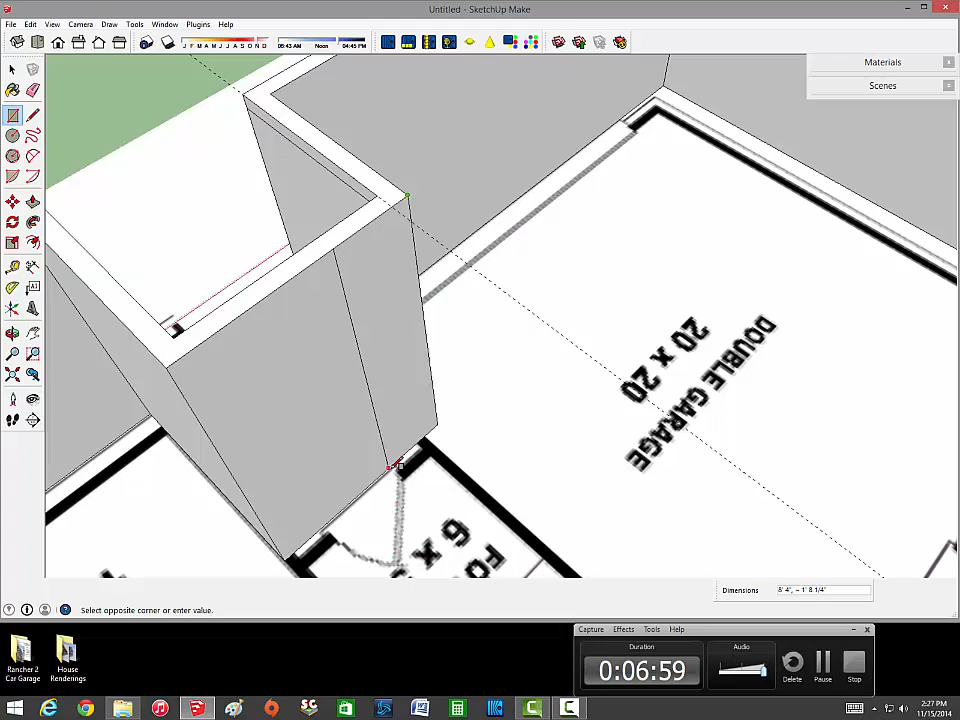 Untitled - SketchUp Make
File Edit View Camera Draw Tools Window Plugins Help
J F M A M J J A S O N D
06:43 AM Noon 04:45 PM
Materials
Scenes
DOUBLE GARAGE
20 x 20
6 x
FO
Dimensions 8' 4", ~ 1' 8 1/4"
Select opposite corner or enter value.
Capture Effects Tools Help
Duration
0:06:59
Audio
Delete Pause Stop
Rancher 2 Car Garage
House Renderings
2:27 PM
11/15/2014